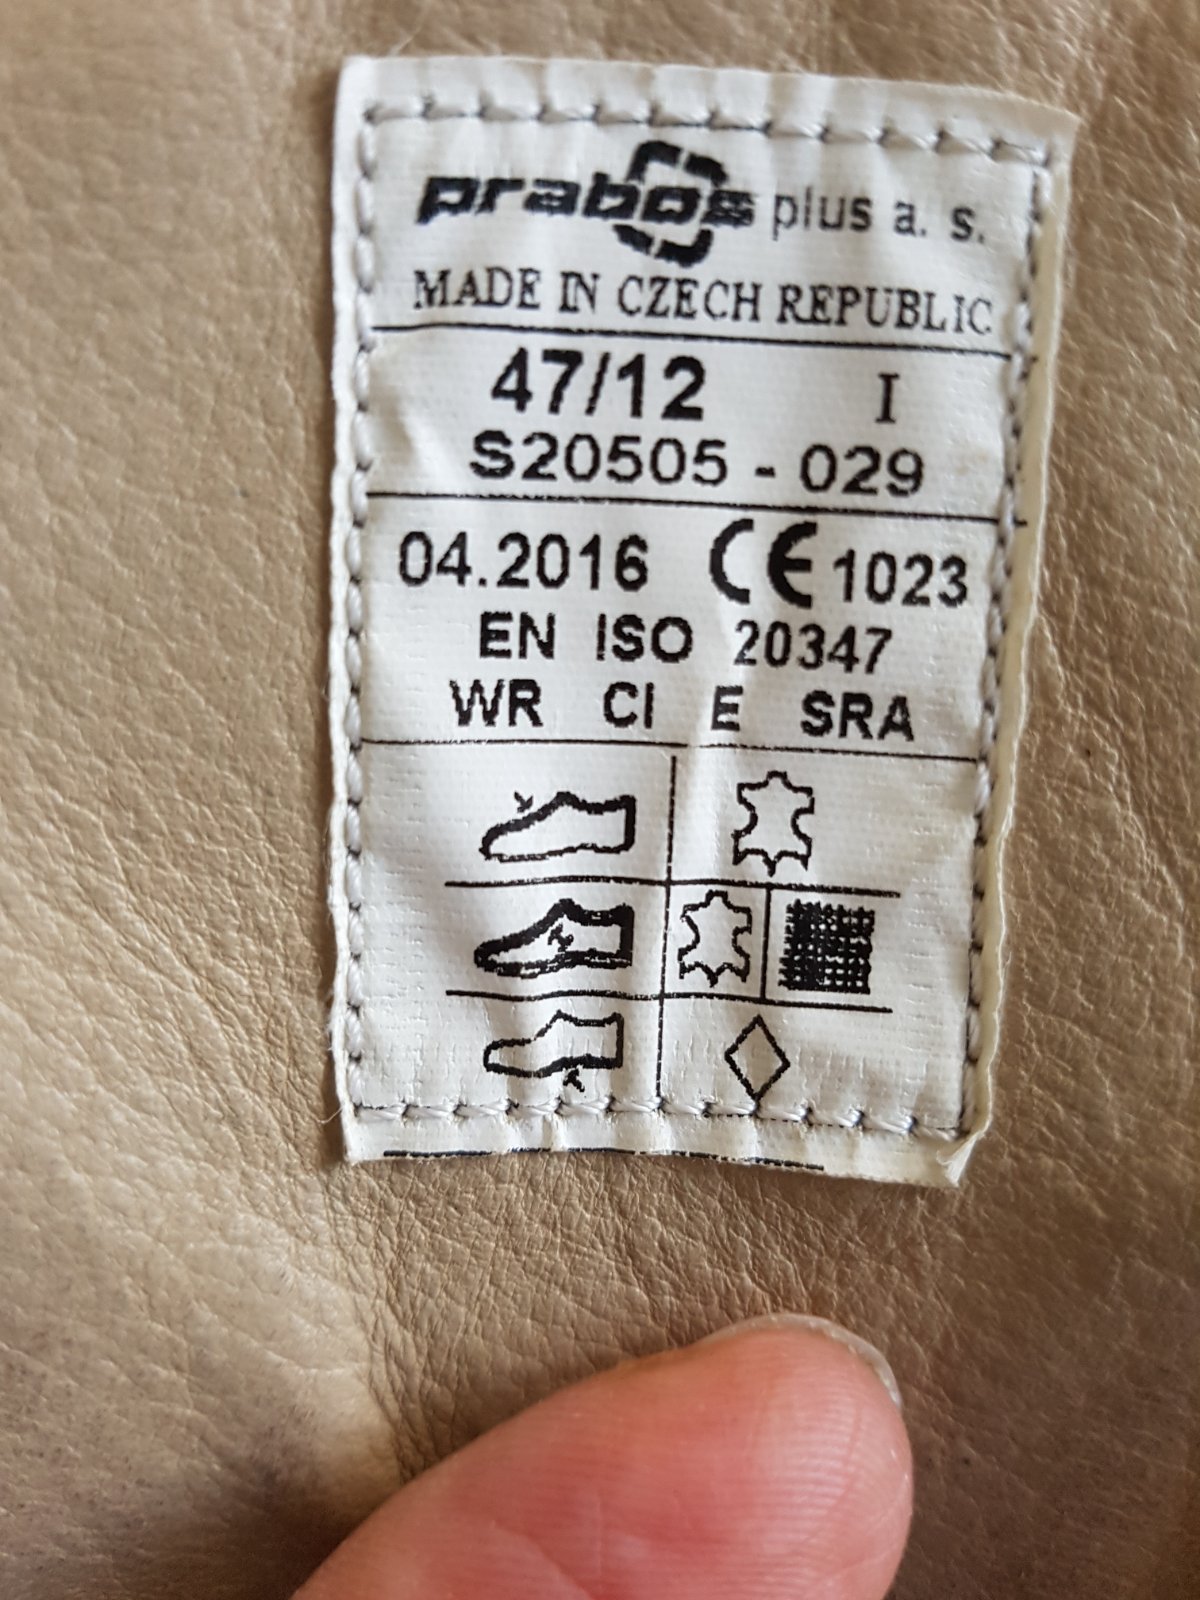 prabos plus a. s.
MADE IN CZECH REPUBLIC
47/12 I
S20505 - 029
04.2016 CE 1023
EN ISO 20347
WR CI E SRA